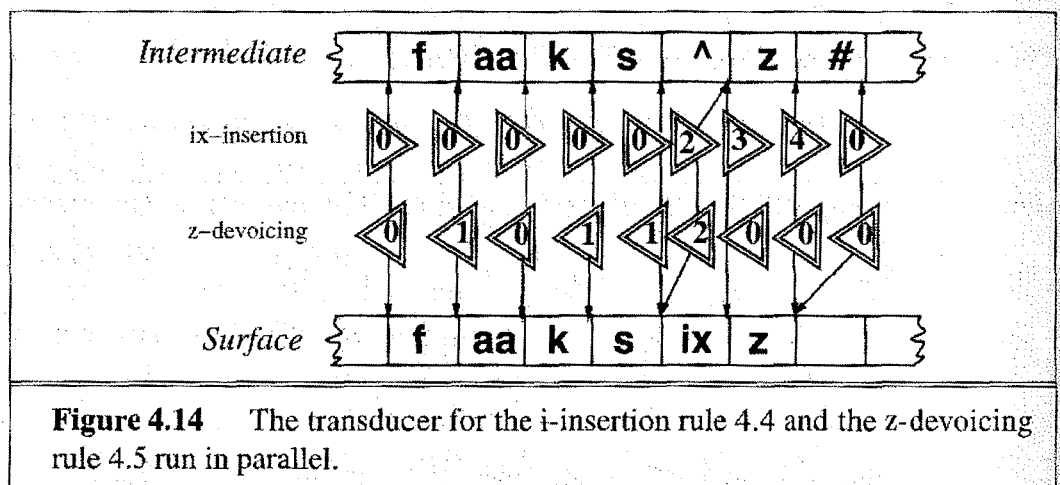 Intermediate f aa k s ^ z #
ix–insertion 0 0 0 0 0 2 3 4 0
z–devoicing 0 1 0 1 1 2 0 0 0
Surface f aa k s ix z
Figure 4.14 The transducer for the ɨ-insertion rule 4.4 and the z-devoicing
rule 4.5 run in parallel.